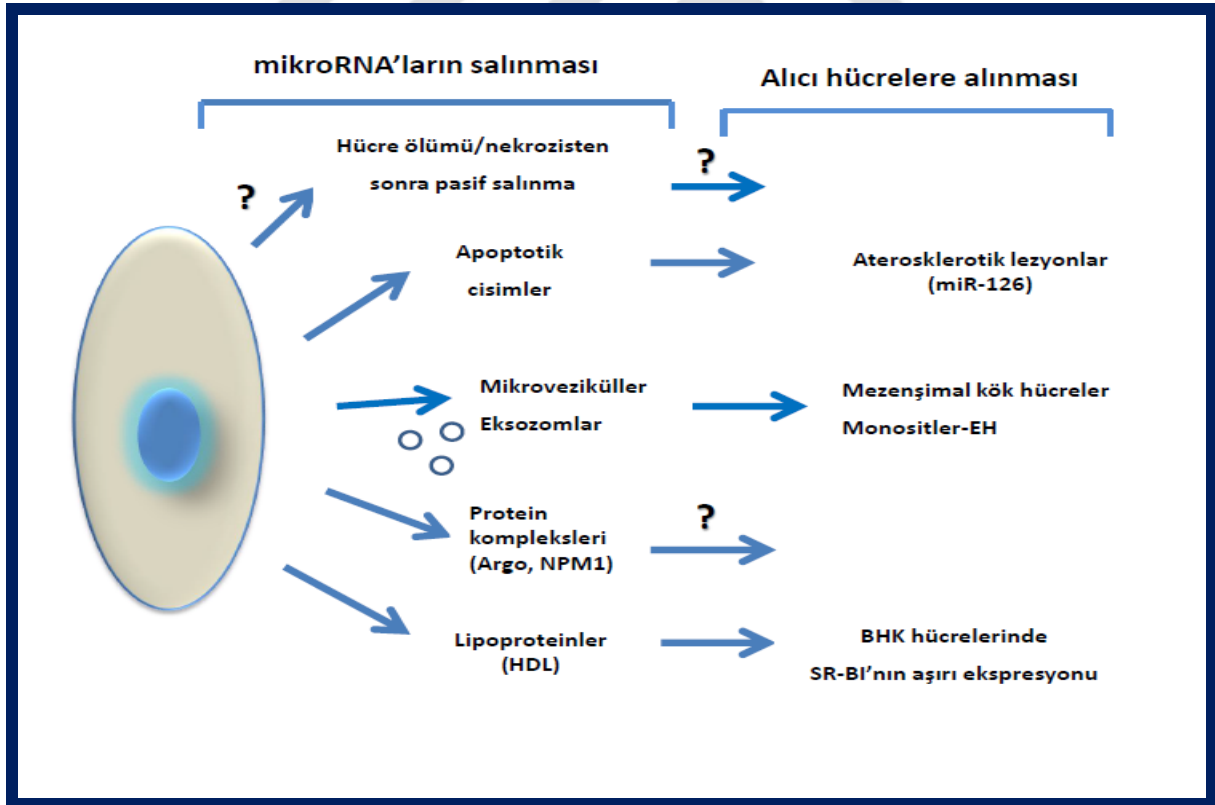 mikroRNA’ların salınması
Alıcı hücrelere alınması
?
Hücre ölümü/nekrozisten
sonra pasif salınma
?
Apoptotik
cisimler
Aterosklerotik lezyonlar
(miR-126)
Mikroveziküller
Eksozomlar
Mezenşimal kök hücreler
Monositler-EH
Protein
kompleksleri
(Argo, NPM1)
?
Lipoproteinler
(HDL)
BHK hücrelerinde
SR-BI’nın aşırı ekspresyonu